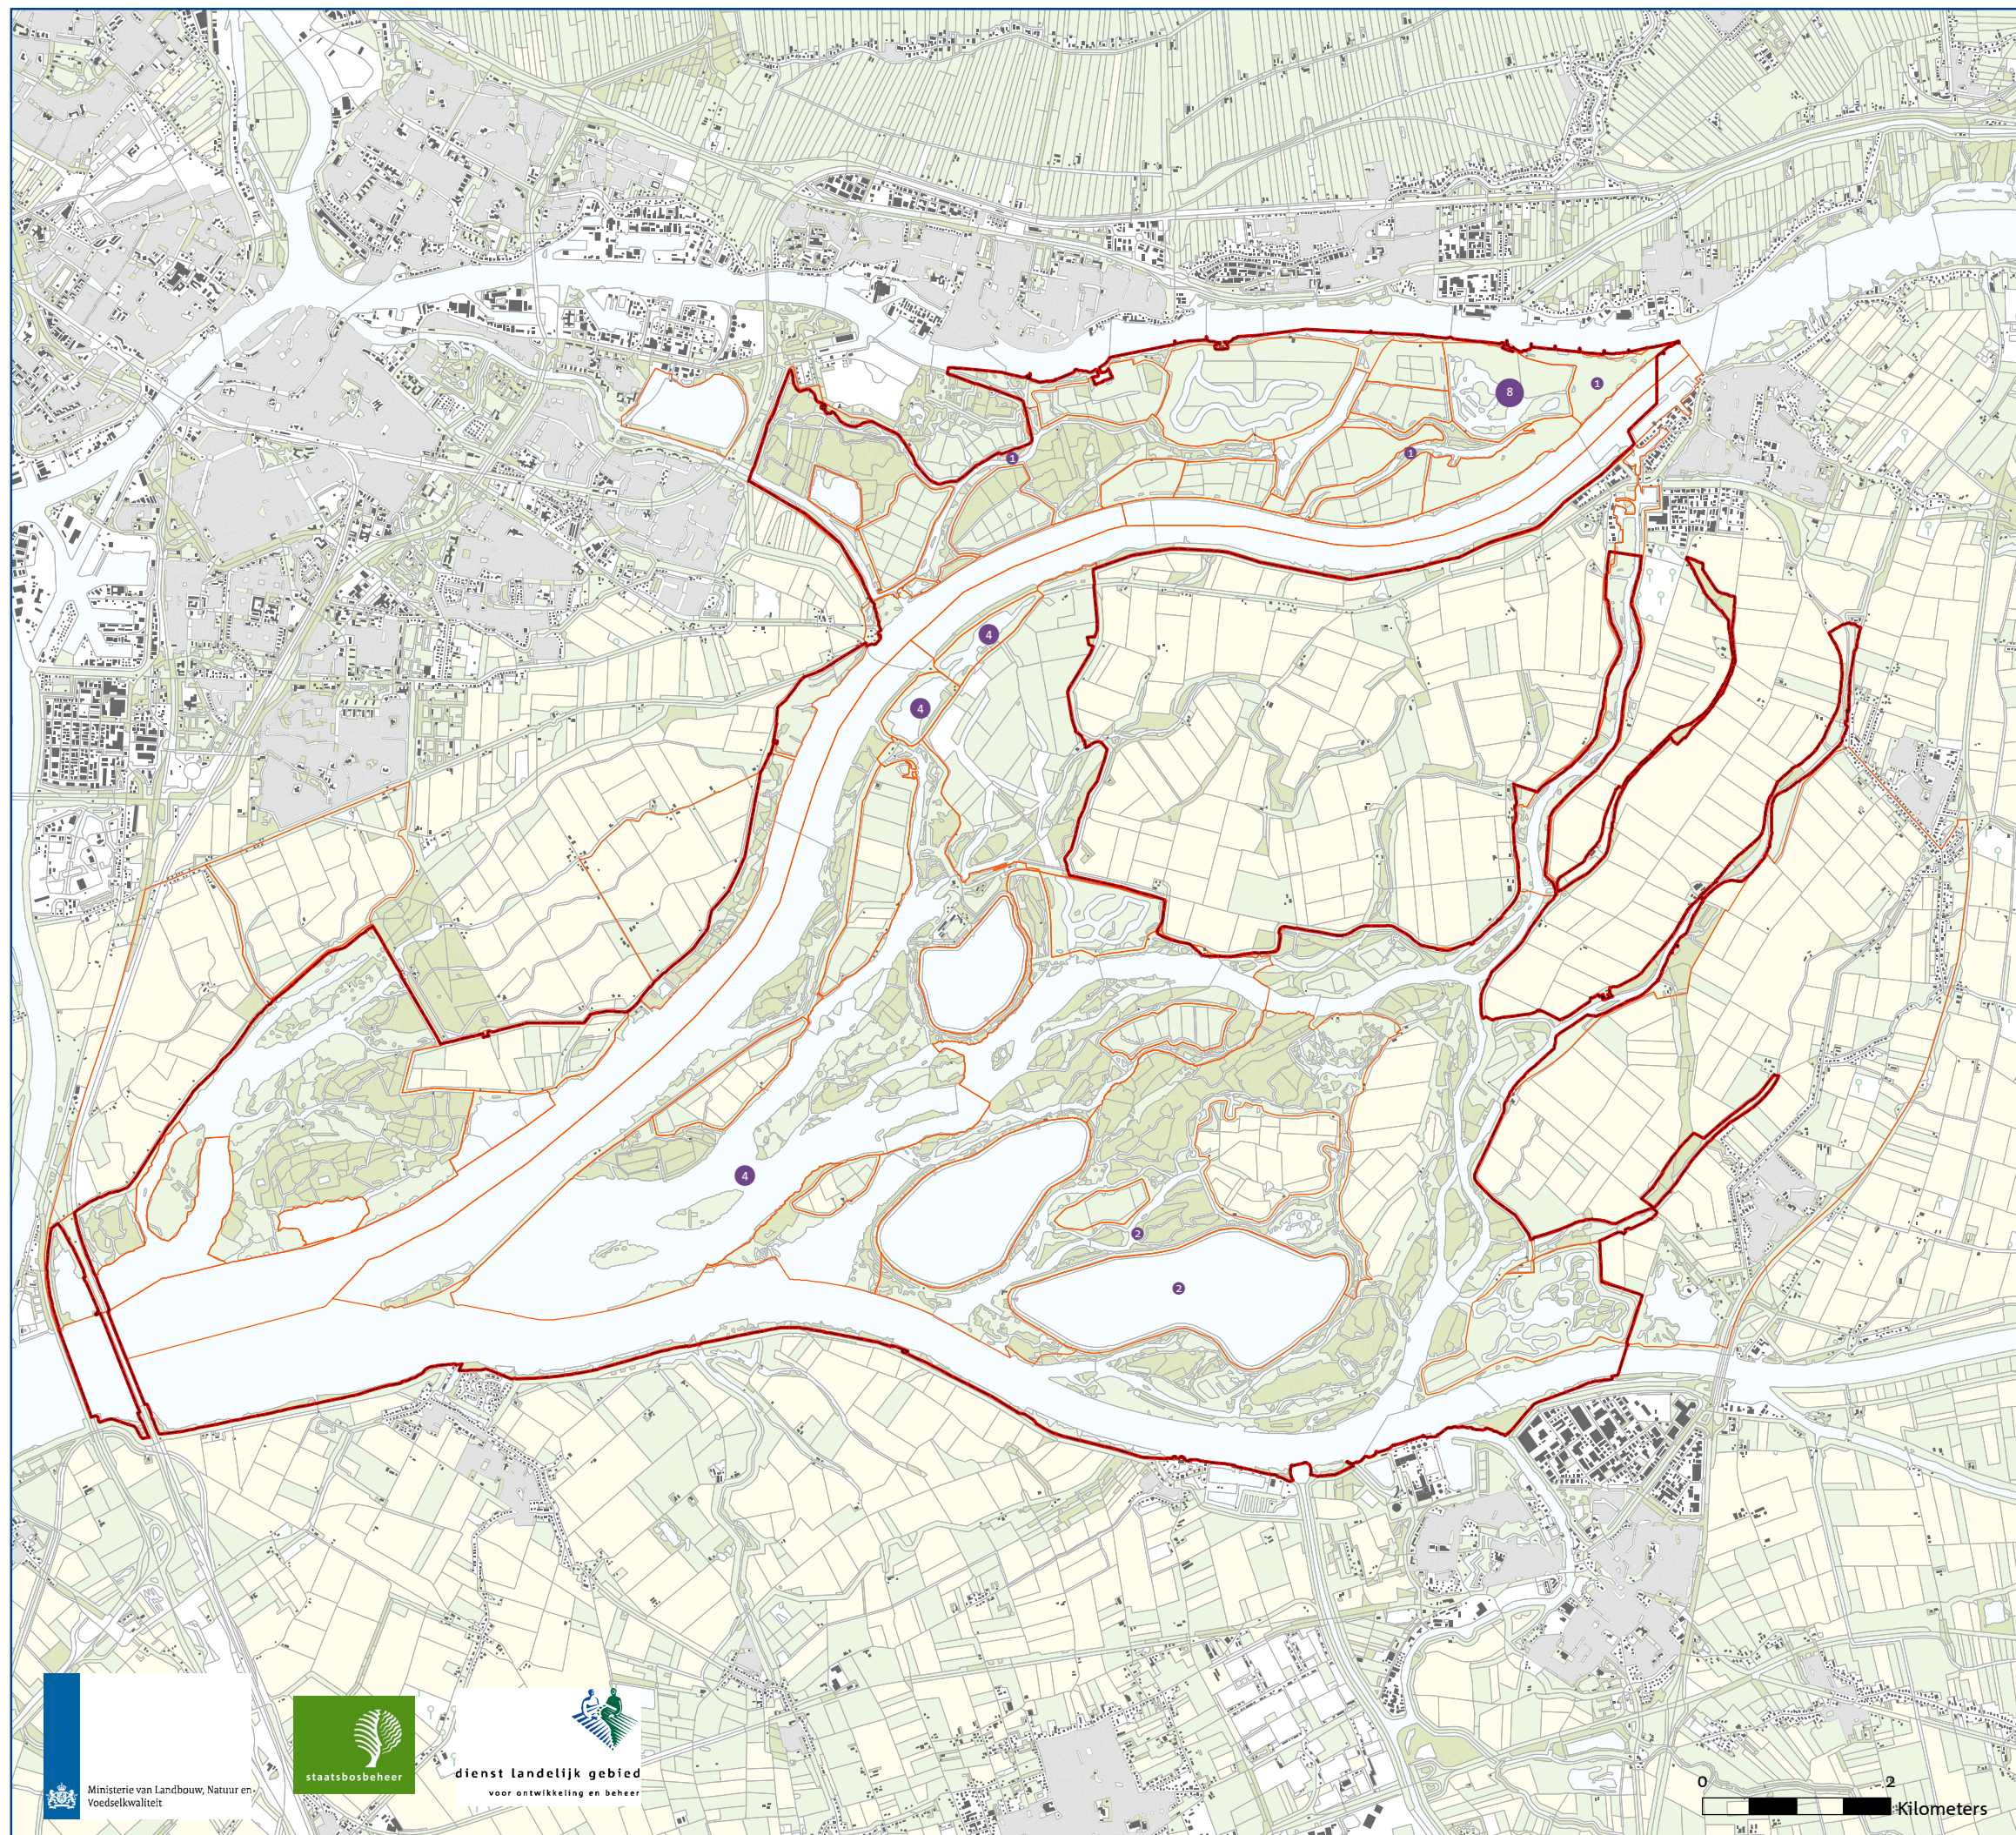 8
1
1
1
4
4
4
2
2
Ministerie van Landbouw, Natuur en
Voedselkwaliteit
staatsbosbeheer
dienst landelijk gebied
voor ontwikkeling en beheer
0 2
Kilometers